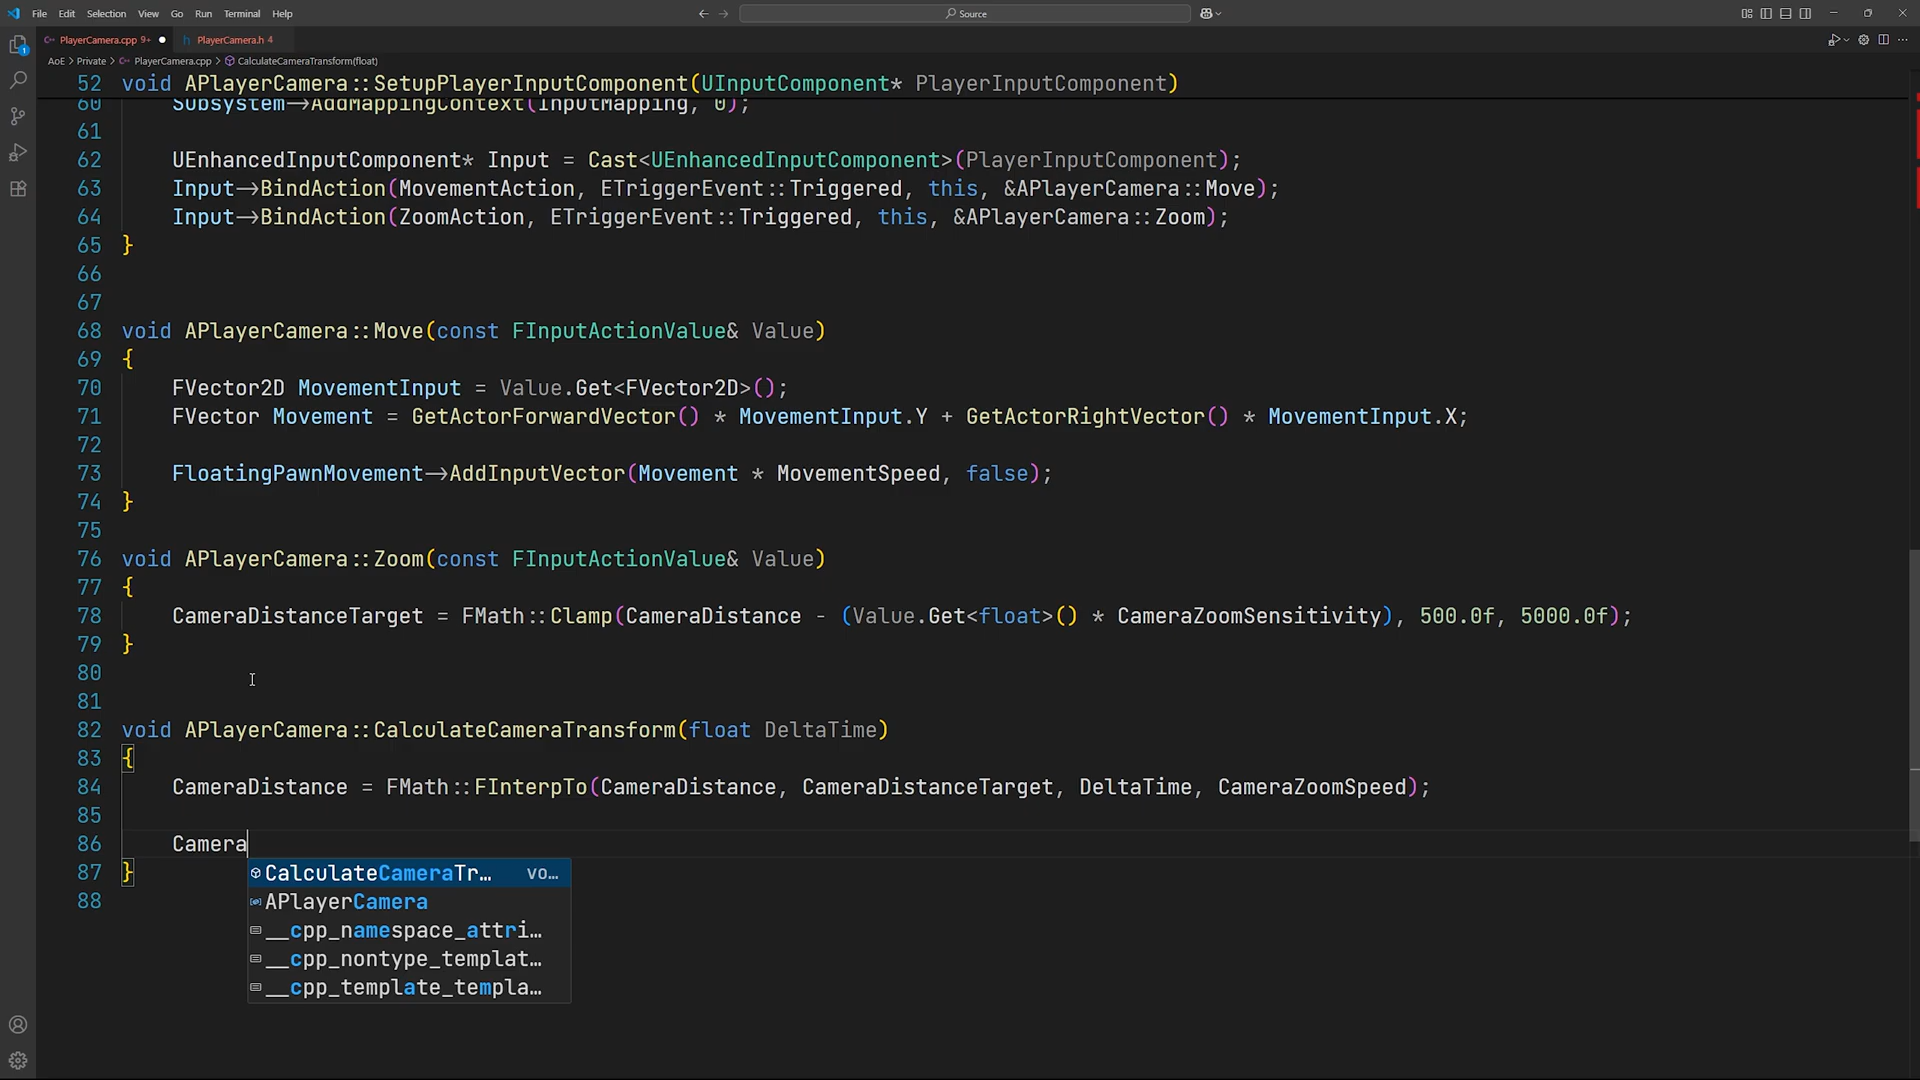 File Edit Selection View Go Run Terminal Help
Source
PlayerCamera.cpp 9+
PlayerCamera.h 4
AoE > Private > PlayerCamera.cpp > CalculateCameraTransform(float)
52 void APlayerCamera::SetupPlayerInputComponent(UInputComponent* PlayerInputComponent)
60 Subsystem->AddMappingContext(InputMapping, 0);
61
62 UEnhancedInputComponent* Input = Cast<UEnhancedInputComponent>(PlayerInputComponent);
63 Input->BindAction(MovementAction, ETriggerEvent::Triggered, this, &APlayerCamera::Move);
64 Input->BindAction(ZoomAction, ETriggerEvent::Triggered, this, &APlayerCamera::Zoom);
65 }
66
67
68 void APlayerCamera::Move(const FInputActionValue& Value)
69 {
70 FVector2D MovementInput = Value.Get<FVector2D>();
71 FVector Movement = GetActorForwardVector() * MovementInput.Y + GetActorRightVector() * MovementInput.X;
72
73 FloatingPawnMovement->AddInputVector(Movement * MovementSpeed, false);
74 }
75
76 void APlayerCamera::Zoom(const FInputActionValue& Value)
77 {
78 CameraDistanceTarget = FMath::Clamp(CameraDistance - (Value.Get<float>() * CameraZoomSensitivity), 500.0f, 5000.0f);
79 }
80
81
82 void APlayerCamera::CalculateCameraTransform(float DeltaTime)
83 {
84 CameraDistance = FMath::FInterpTo(CameraDistance, CameraDistanceTarget, DeltaTime, CameraZoomSpeed);
85
86 Camera
87 }
CalculateCameraTr... vo...
88
APlayerCamera
__cpp_namespace_attri...
__cpp_nontype_templat...
__cpp_template_templa...
1